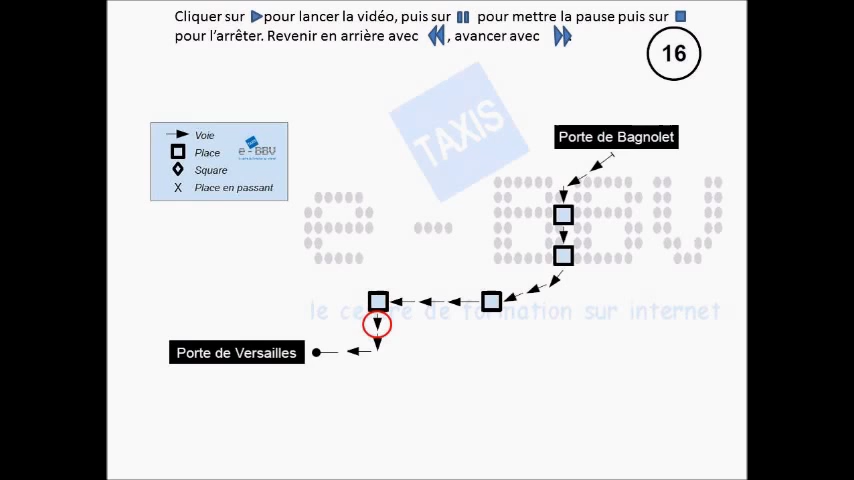 Cliquer sur pour lancer la vidéo, puis sur pour mettre la pause puis sur
pour l'arrêter. Revenir en arrière avec , avancer avec .
16
TAXIS
Porte de Bagnolet
Voie
Place
e-BBV
Square
X Place en passant
e-BBV
le centre de formation sur internet
Porte de Versailles